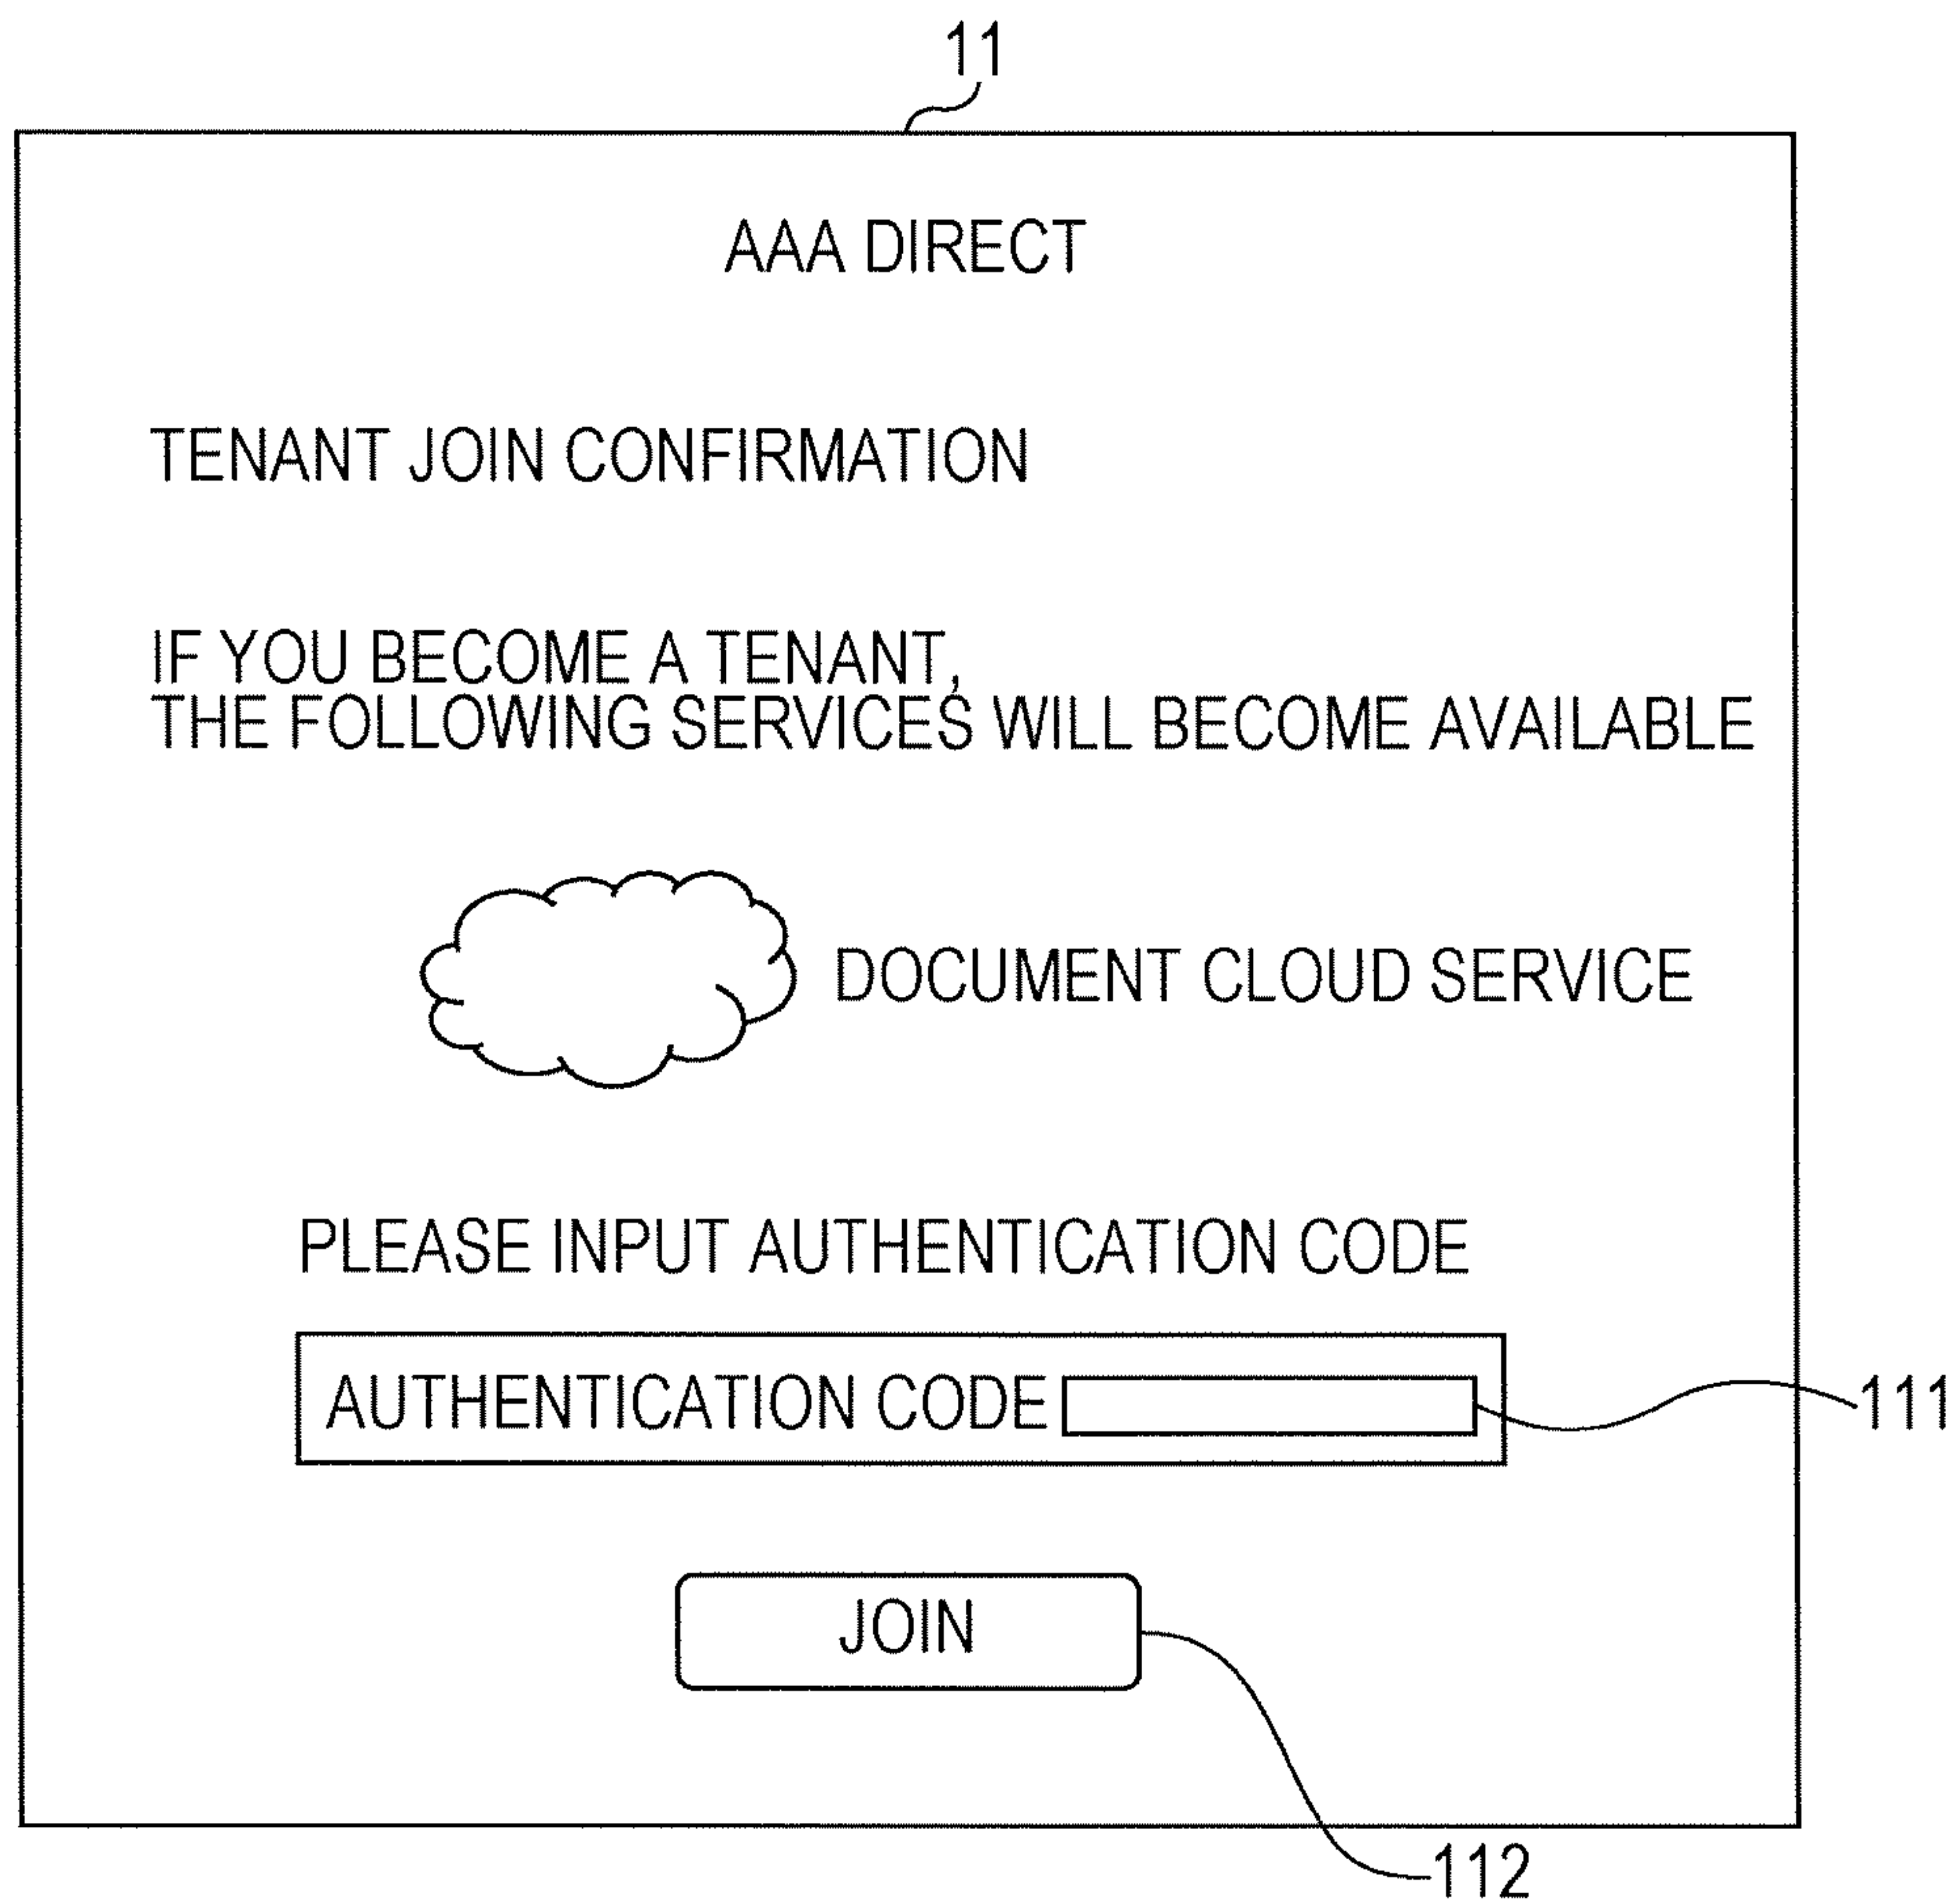 11
AAA DIRECT
TENANT JOIN CONFIRMATION
IF YOU BECOME A TENANT,
THE FOLLOWING SERVICES WILL BECOME AVAILABLE
DOCUMENT CLOUD SERVICE
PLEASE INPUT AUTHENTICATION CODE
AUTHENTICATION CODE
111
JOIN
112